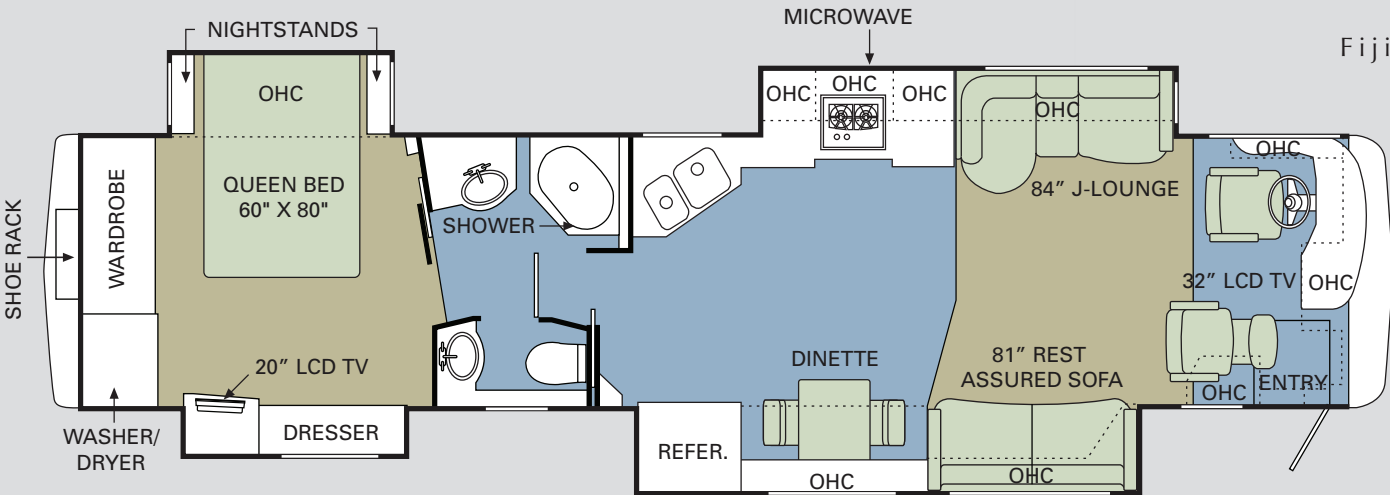 MICROWAVE
NIGHTSTANDS
Fiji
OHC
OHC
OHC
OHC
OHC
OHC
QUEEN BED
60" X 80"
84” J-LOUNGE
SHOWER
WARDROBE
SHOE RACK
32” LCD TV
OHC
20” LCD TV
DINETTE
81” REST
ASSURED SOFA
OHC
ENTRY
WASHER/
DRYER
DRESSER
REFER.
OHC
OHC